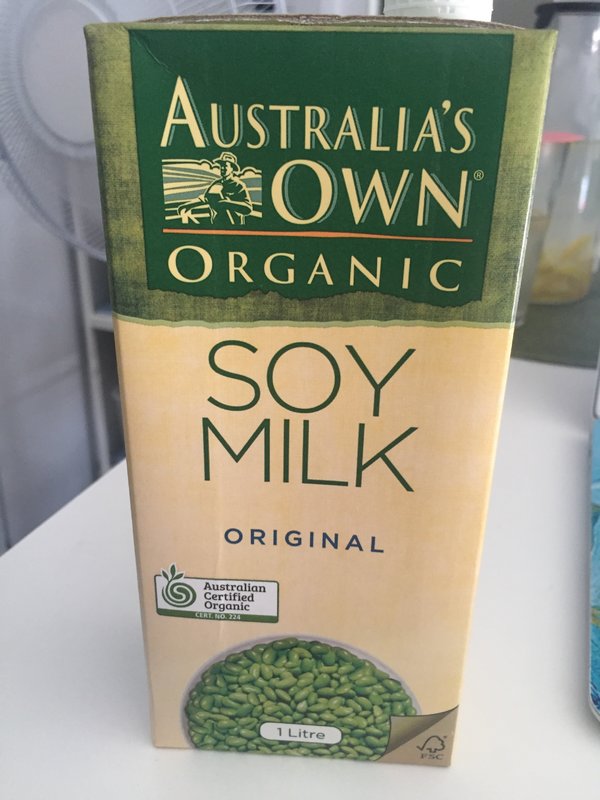 AUSTRALIA'S
OWN®
ORGANIC
SOY
MILK
ORIGINAL
Australian
Certified
Organic
CERT. NO. 224
1 Litre
FSC